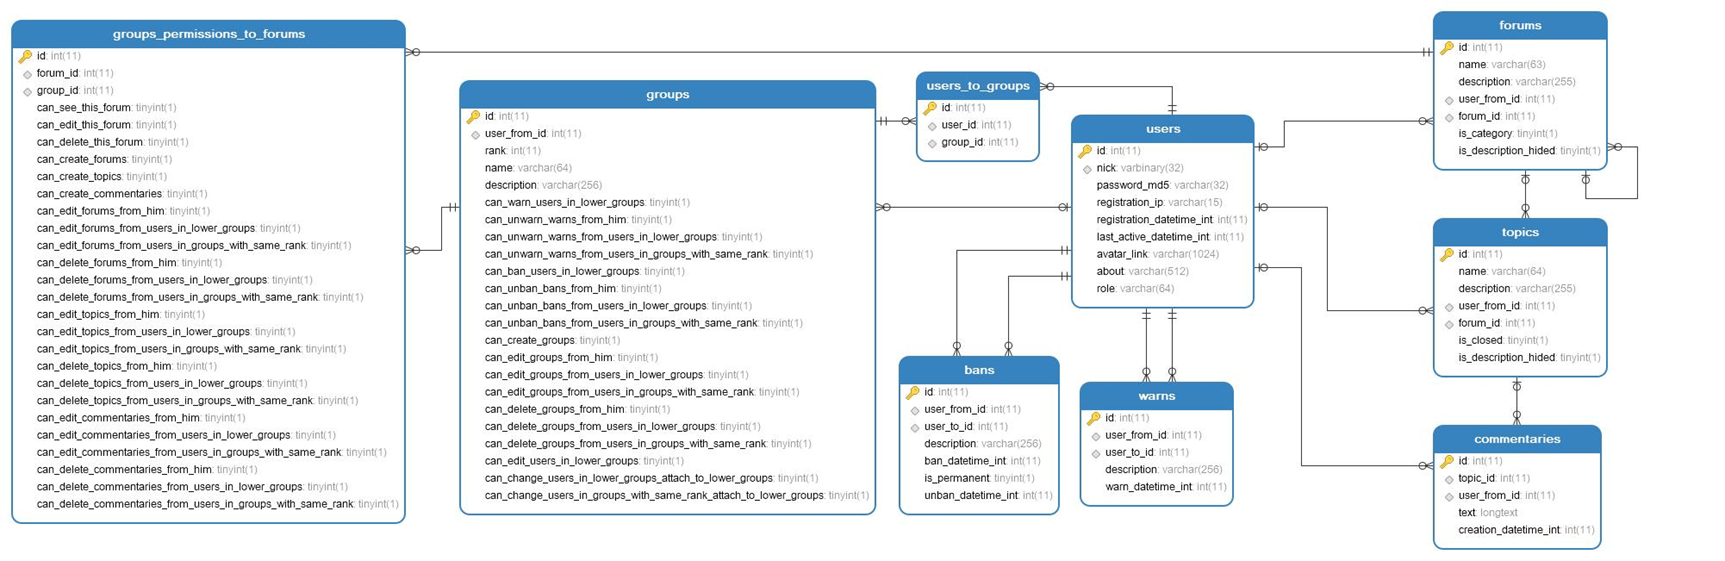 groups_permissions_to_forums
id: int(11)
forum_id: int(11)
group_id: int(11)
can_see_this_forum: tinyint(1)
can_edit_this_forum: tinyint(1)
can_delete_this_forum: tinyint(1)
can_create_forums: tinyint(1)
can_create_topics: tinyint(1)
can_create_commentaries: tinyint(1)
can_edit_forums_from_him: tinyint(1)
can_edit_forums_from_users_in_lower_groups: tinyint(1)
can_edit_forums_from_users_in_groups_with_same_rank: tinyint(1)
can_delete_forums_from_him: tinyint(1)
can_delete_forums_from_users_in_lower_groups: tinyint(1)
can_delete_forums_from_users_in_groups_with_same_rank: tinyint(1)
can_edit_topics_from_him: tinyint(1)
can_edit_topics_from_users_in_lower_groups: tinyint(1)
can_edit_topics_from_users_in_groups_with_same_rank: tinyint(1)
can_delete_topics_from_him: tinyint(1)
can_delete_topics_from_users_in_lower_groups: tinyint(1)
can_delete_topics_from_users_in_groups_with_same_rank: tinyint(1)
can_edit_commentaries_from_him: tinyint(1)
can_edit_commentaries_from_users_in_lower_groups: tinyint(1)
can_edit_commentaries_from_users_in_groups_with_same_rank: tinyint(1)
can_delete_commentaries_from_him: tinyint(1)
can_delete_commentaries_from_users_in_lower_groups: tinyint(1)
can_delete_commentaries_from_users_in_groups_with_same_rank: tinyint(1)
groups
id: int(11)
user_from_id: int(11)
rank: int(11)
name: varchar(64)
description: varchar(256)
can_warn_users_in_lower_groups: tinyint(1)
can_unwarn_warns_from_him: tinyint(1)
can_unwarn_warns_from_users_in_lower_groups: tinyint(1)
can_unwarn_warns_from_users_in_groups_with_same_rank: tinyint(1)
can_ban_users_in_lower_groups: tinyint(1)
can_unban_bans_from_him: tinyint(1)
can_unban_bans_from_users_in_lower_groups: tinyint(1)
can_unban_bans_from_users_in_groups_with_same_rank: tinyint(1)
can_create_groups: tinyint(1)
can_edit_groups_from_him: tinyint(1)
can_edit_groups_from_users_in_lower_groups: tinyint(1)
can_edit_groups_from_users_in_groups_with_same_rank: tinyint(1)
can_delete_groups_from_him: tinyint(1)
can_delete_groups_from_users_in_lower_groups: tinyint(1)
can_delete_groups_from_users_in_groups_with_same_rank: tinyint(1)
can_edit_users_in_lower_groups: tinyint(1)
can_change_users_in_lower_groups_attach_to_lower_groups: tinyint(1)
can_change_users_in_groups_with_same_rank_attach_to_lower_groups: tinyint(1)
users_to_groups
id: int(11)
user_id: int(11)
group_id: int(11)
users
id: int(11)
nick: varbinary(32)
password_md5: varchar(32)
registration_ip: varchar(15)
registration_datetime_int: int(11)
last_active_datetime_int: int(11)
avatar_link: varchar(1024)
about: varchar(512)
role: varchar(64)
bans
id: int(11)
user_from_id: int(11)
user_to_id: int(11)
description: varchar(256)
ban_datetime_int: int(11)
is_permanent: tinyint(1)
unban_datetime_int: int(11)
warns
id: int(11)
user_from_id: int(11)
user_to_id: int(11)
description: varchar(256)
warn_datetime_int: int(11)
forums
id: int(11)
name: varchar(63)
description: varchar(255)
user_from_id: int(11)
forum_id: int(11)
is_category: tinyint(1)
is_description_hided: tinyint(1)
topics
id: int(11)
name: varchar(64)
description: varchar(255)
user_from_id: int(11)
forum_id: int(11)
is_closed: tinyint(1)
is_description_hided: tinyint(1)
commentaries
id: int(11)
topic_id: int(11)
user_from_id: int(11)
text: longtext
creation_datetime_int: int(11)